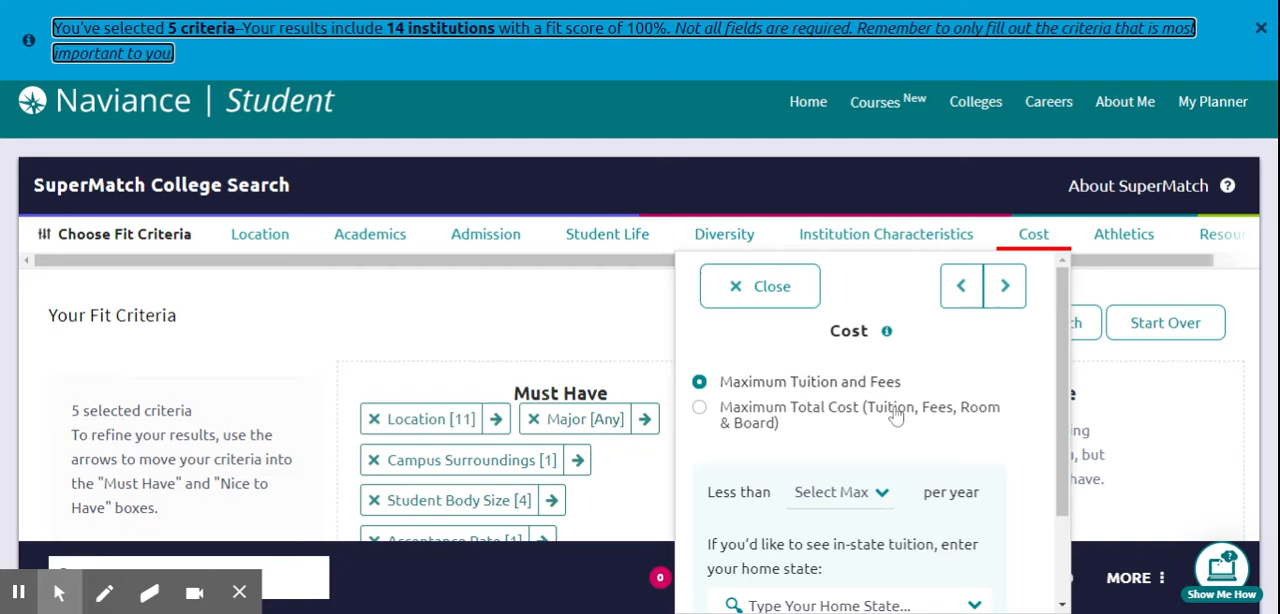 You've selected 5 criteria–Your results include 14 institutions with a fit score of 100%. Not all fields are required. Remember to only fill out the criteria that is most
important to you.
Naviance | Student
Home
Courses New
Colleges
Careers
About Me
My Planner
SuperMatch College Search
About SuperMatch
Choose Fit Criteria
Location
Academics
Admission
Student Life
Diversity
Institution Characteristics
Cost
Athletics
Resou
Your Fit Criteria
Close
Start Over
Cost
5 selected criteria
To refine your results, use the
arrows to move your criteria into
the "Must Have" and "Nice to
Have" boxes.
Must Have
Location [11]
Major [Any]
Campus Surroundings [1]
Student Body Size [4]
Acceptance Rate [1]
Maximum Tuition and Fees
Maximum Total Cost (Tuition, Fees, Room
& Board)
Less than
Select Max
per year
If you'd like to see in-state tuition, enter
your home state:
Type Your Home State...
ng
, but
have.
0
MORE
Show Me How